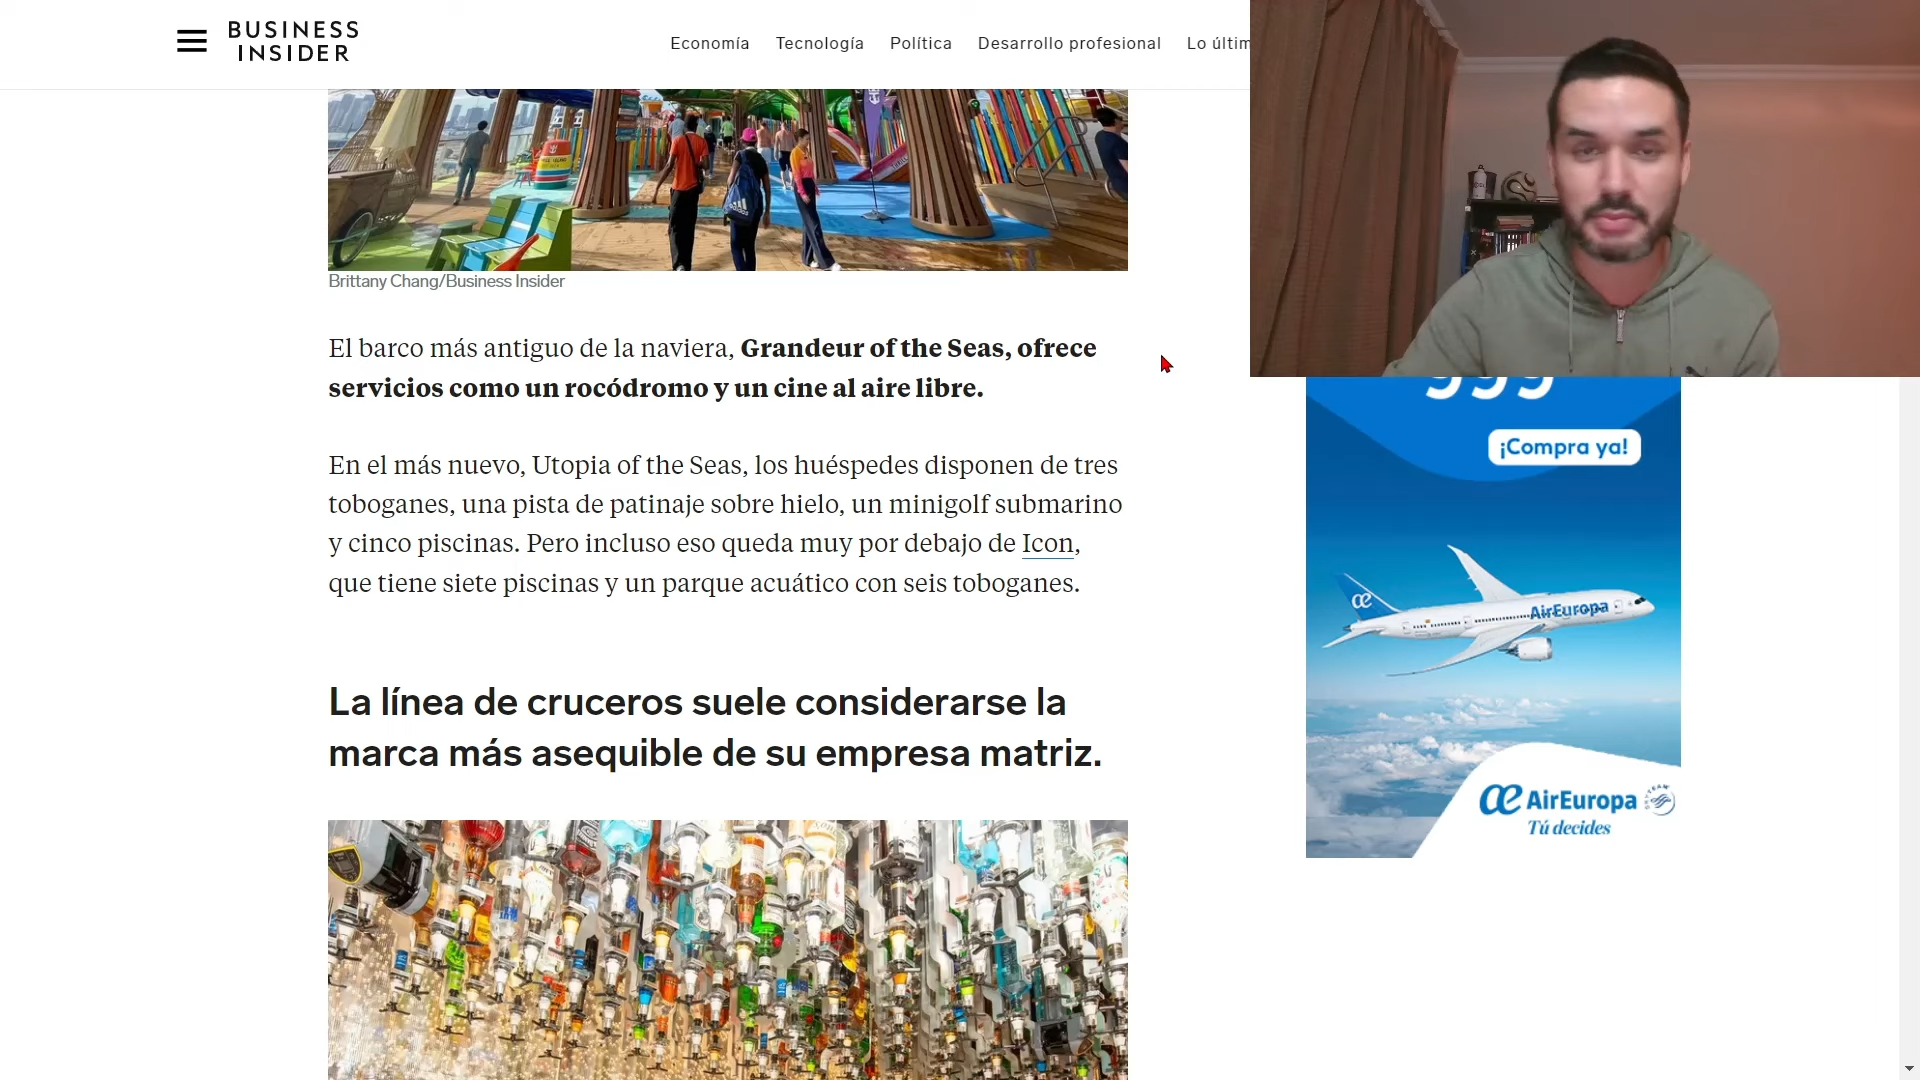 BUSINESS
INSIDER
Economía Tecnología Política Desarrollo profesional Lo últim
Brittany Chang/Business Insider
El barco más antiguo de la naviera, Grandeur of the Seas, ofrece
servicios como un rocódromo y un cine al aire libre.
En el más nuevo, Utopia of the Seas, los huéspedes disponen de tres
toboganes, una pista de patinaje sobre hielo, un minigolf submarino
y cinco piscinas. Pero incluso eso queda muy por debajo de Icon,
que tiene siete piscinas y un parque acuático con seis toboganes.
La línea de cruceros suele considerarse la
marca más asequible de su empresa matriz.
¡Compra ya!
AirEuropa
AirEuropa
Tú decides